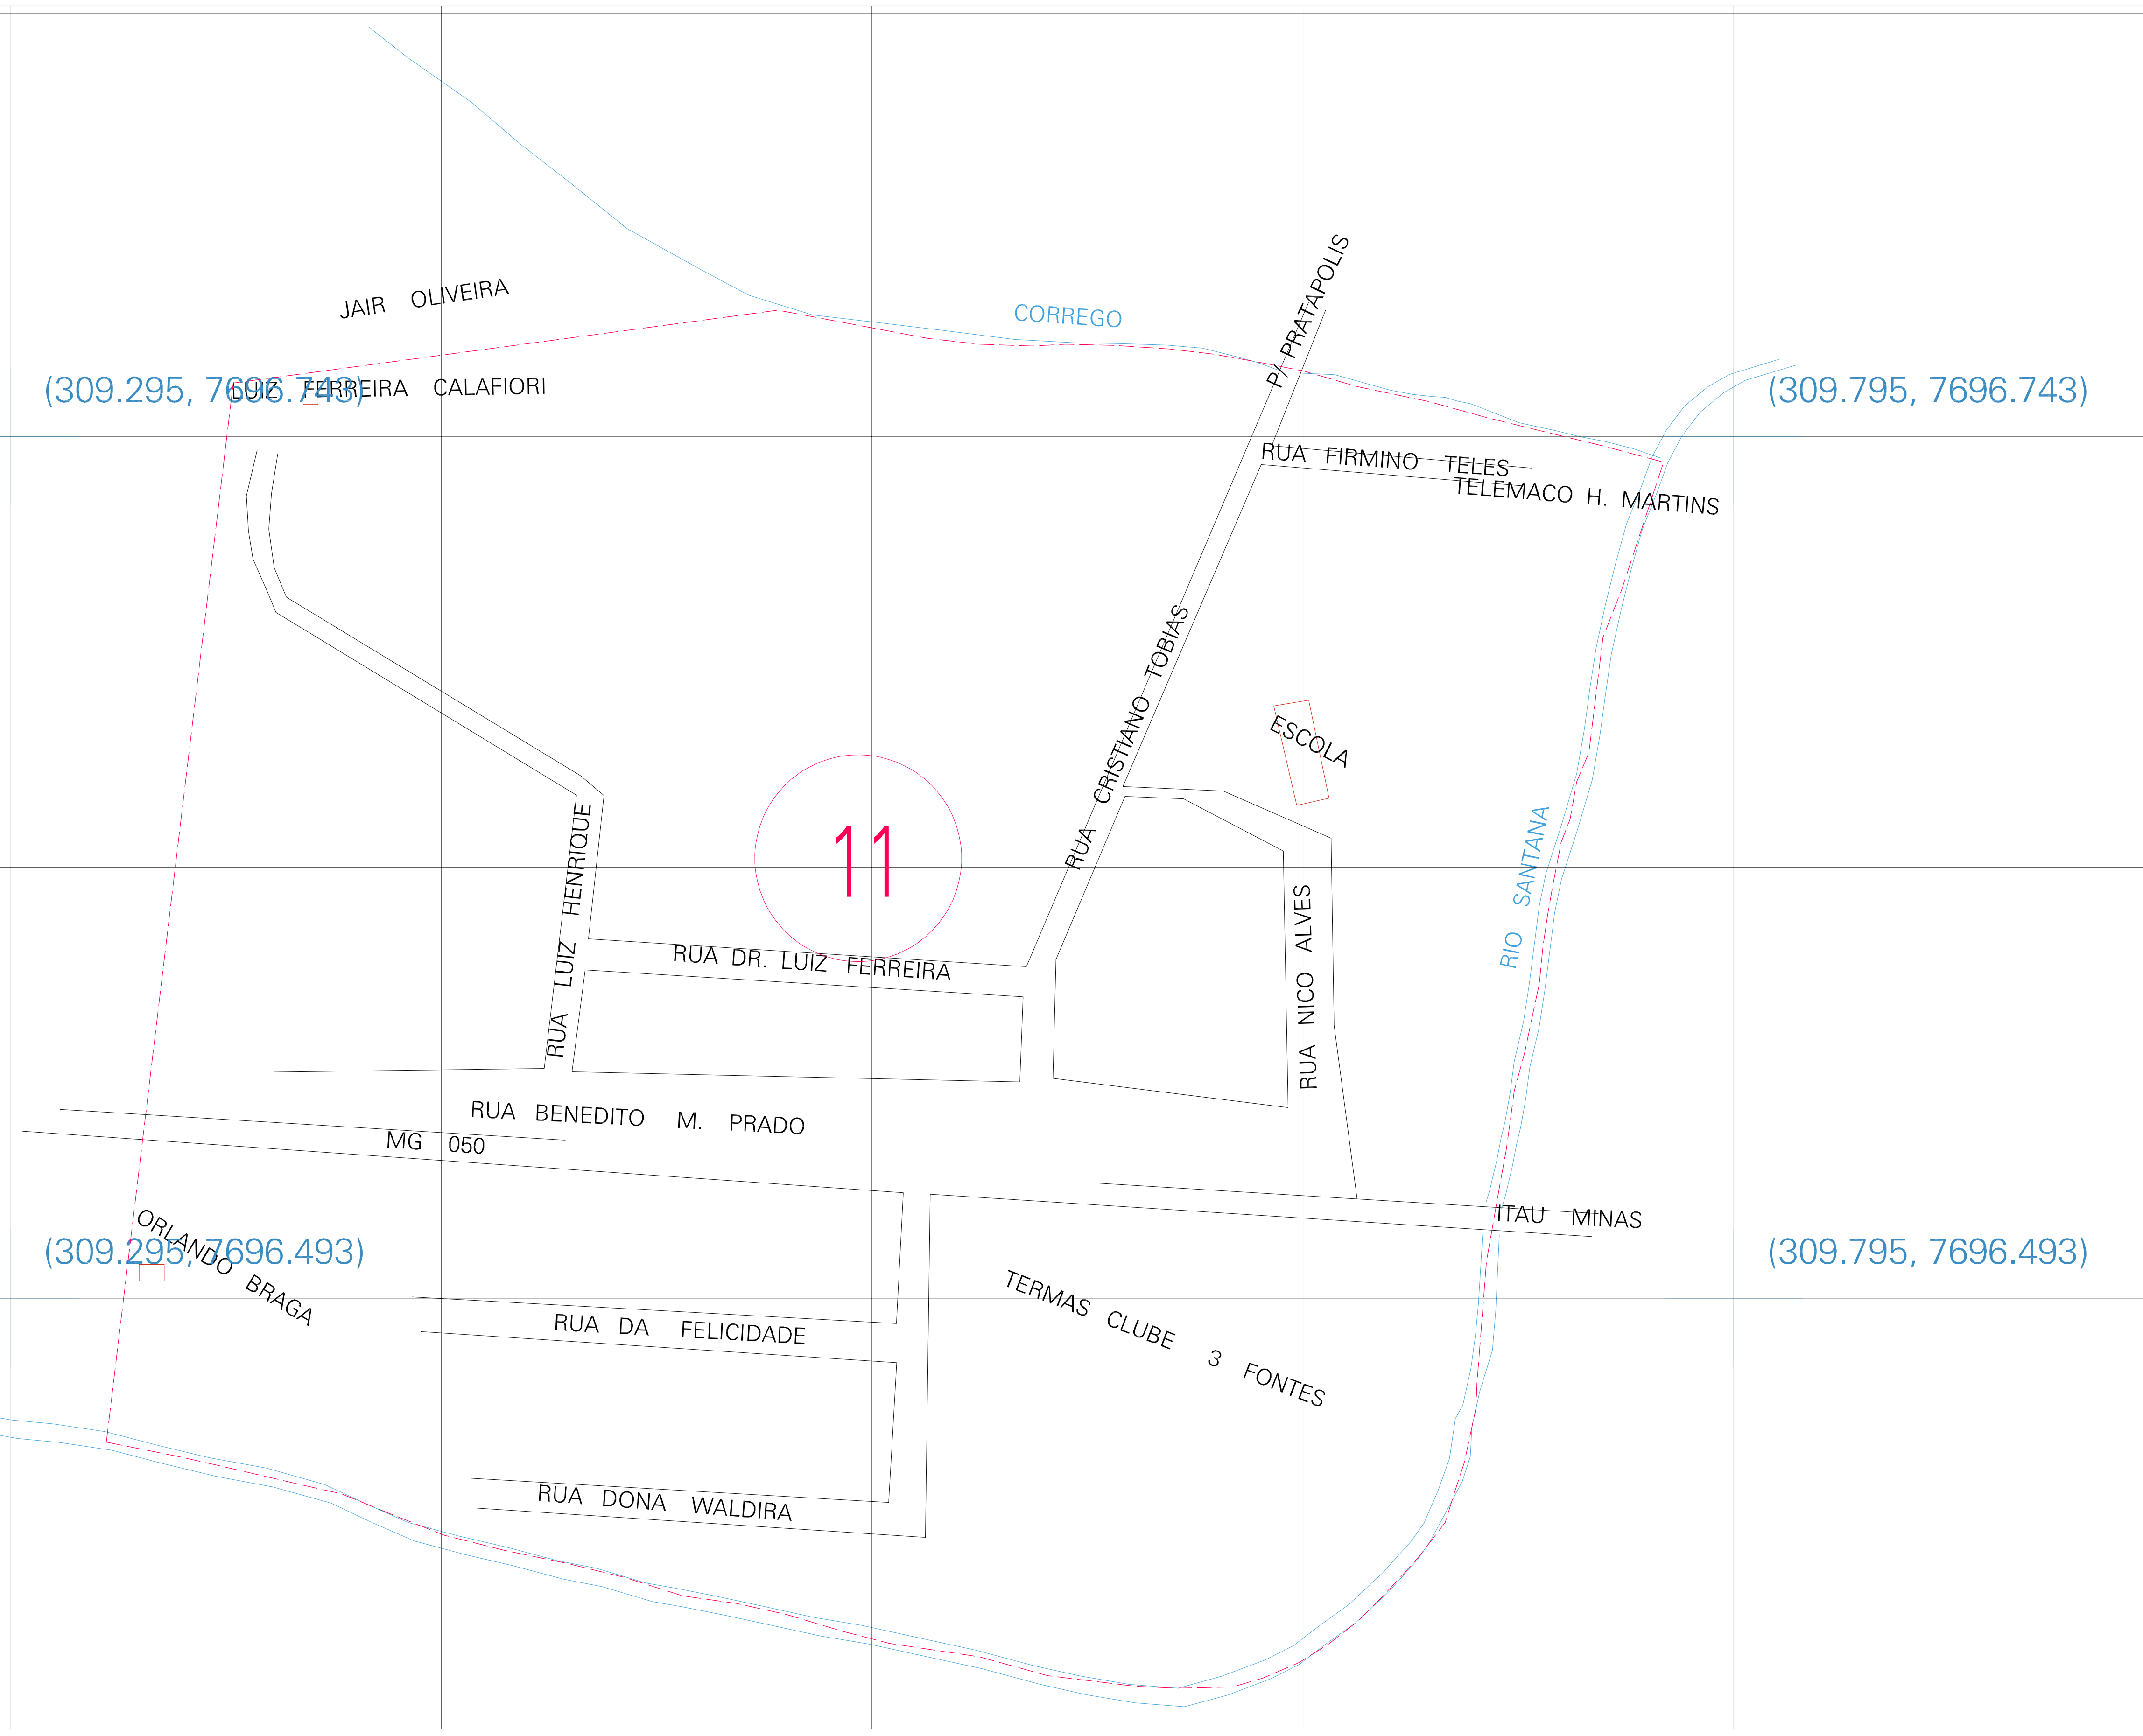 P/ PRATAPOLIS
JAIR OLIVEIRA
CORREGO
(309.295, 7696.743)
LUIZ FERREIRA CALAFIORI
(309.795, 7696.743)
RUA FIRMINO TELES
TELEMACO H. MARTINS
RUA CRISTIANO TOBIAS
ESCOLA
RUA LUIZ HENRIQUE
11
RIO SANTANA
RUA NICO ALVES
RUA DR. LUIZ FERREIRA
RUA BENEDITO M. PRADO
MG 050
ITAU MINAS
ORLANDO BRAGA
(309.295, 7696.493)
(309.795, 7696.493)
TERMAS CLUBE 3 FONTES
RUA DA FELICIDADE
RUA DONA WALDIRA